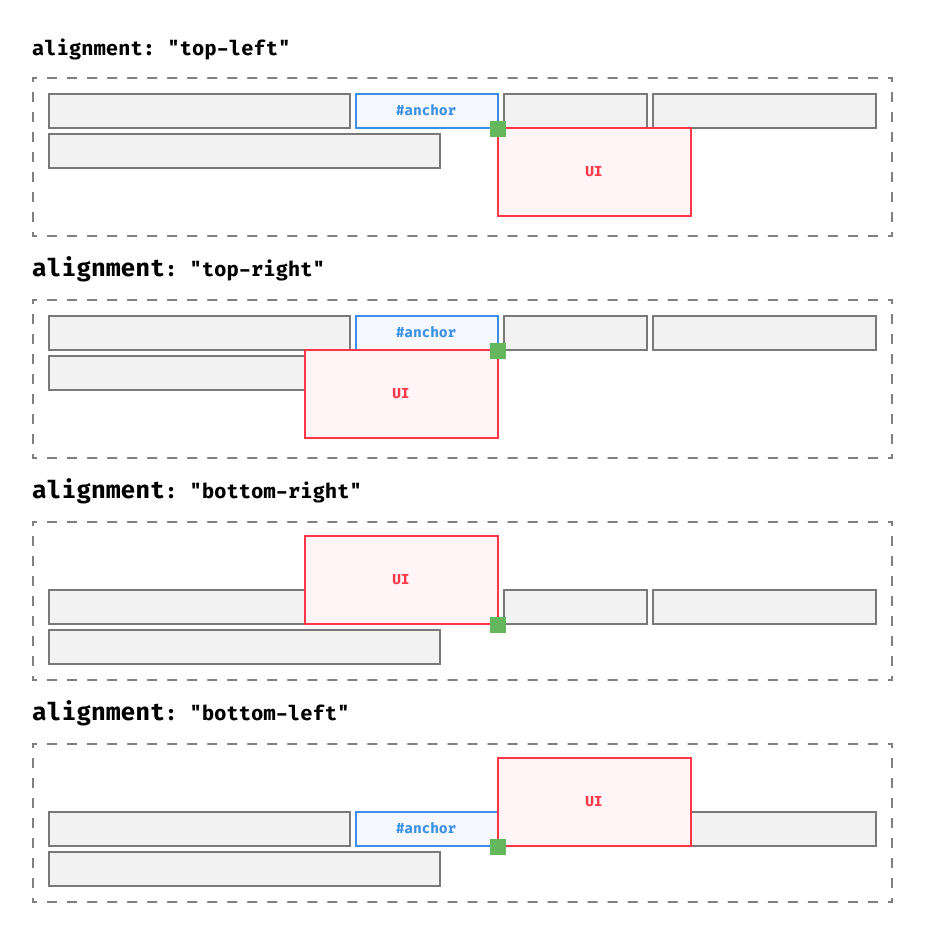 alignment: "top-left"
#anchor
UI
alignment: "top-right"
#anchor
UI
alignment: "bottom-right"
UI
alignment: "bottom-left"
UI
#anchor